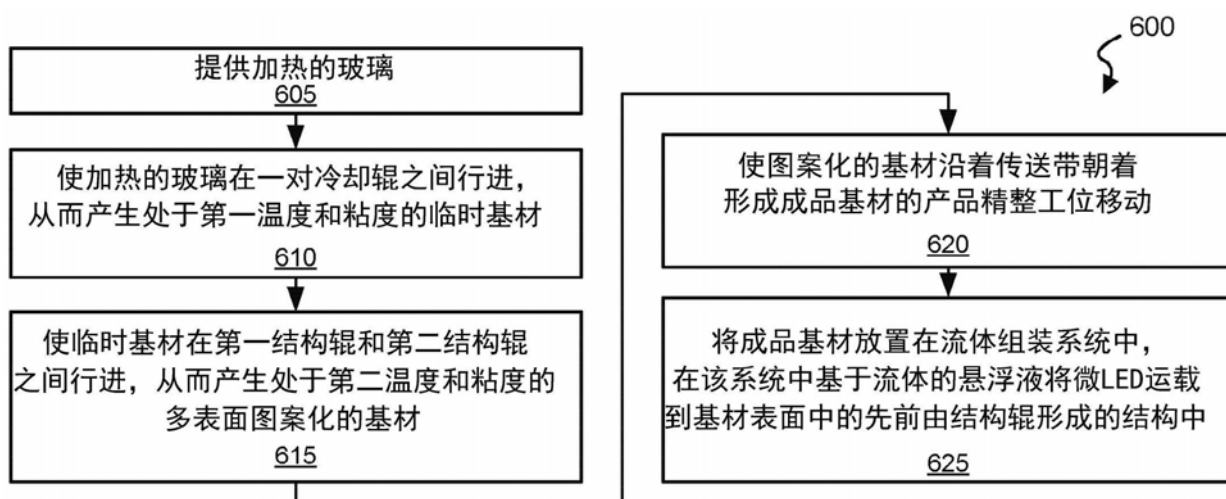 600
提供加热的玻璃
605
使加热的玻璃在一对冷却辊之间行进，
从而产生处于第一温度和粘度的临时基材
610
使临时基材在第一结构辊和第二结构辊
之间行进，从而产生处于第二温度和粘度的
多表面图案化的基材
615
使图案化的基材沿着传送带朝着
形成成品基材的产品精整工位移动
620
将成品基材放置在流体组装系统中，
在该系统中基于流体的悬浮液将微LED运载
到基材表面中的先前由结构辊形成的结构中
625